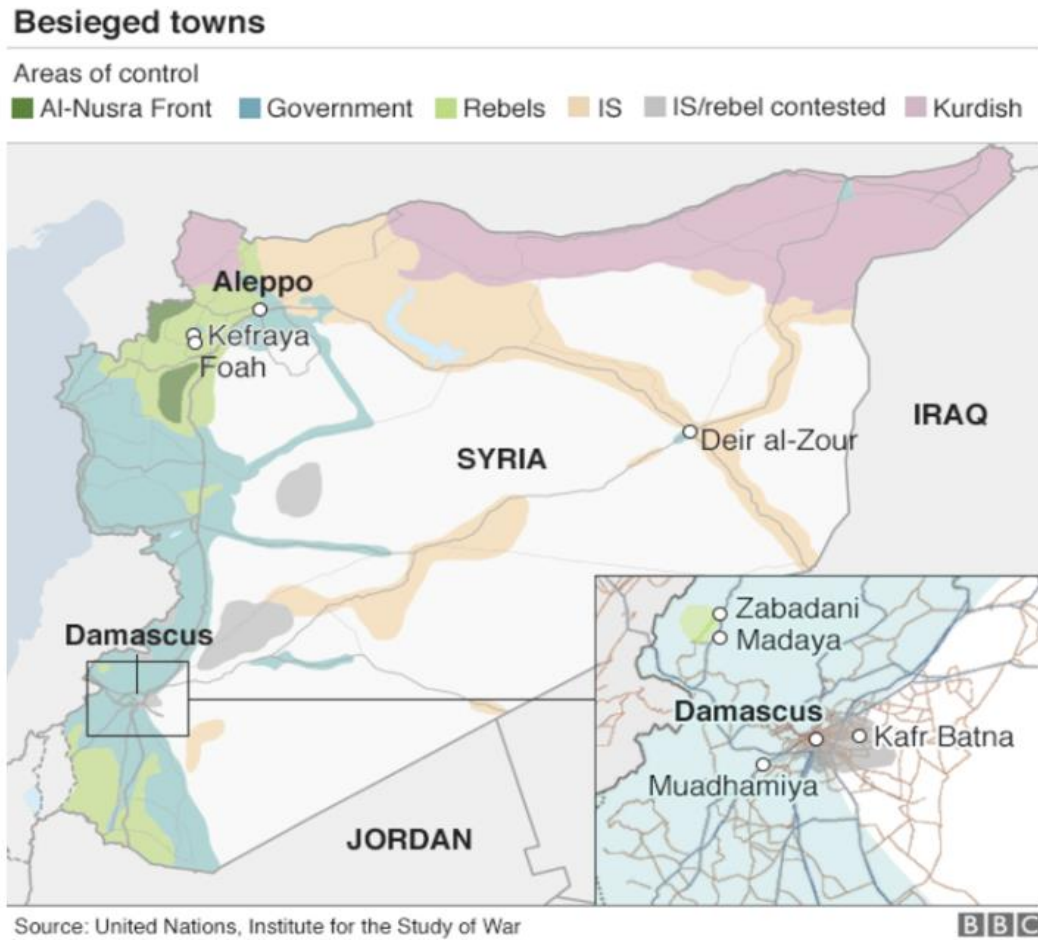 Besieged towns
Areas of control
Al-Nusra Front Government Rebels IS IS/rebel contested Kurdish
Aleppo
Kefraya
Foah
IRAQ
Deir al-Zour
SYRIA
Damascus
Zabadani
Madaya
Damascus
Kafr Batna
Muadhamiya
JORDAN
Source: United Nations, Institute for the Study of War
BBC